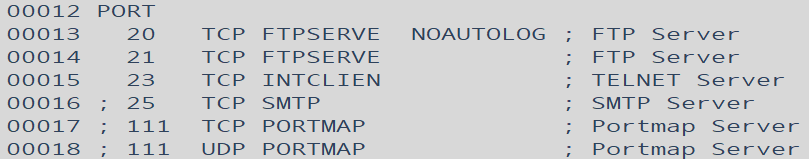 00012 PORT
00013   20   TCP FTPSERVE  NOAUTOLOG ; FTP Server
00014   21   TCP FTPSERVE            ; FTP Server
00015   23   TCP INTCLIEN            ; TELNET Server
00016 ; 25   TCP SMTP                ; SMTP Server
00017 ; 111  TCP PORTMAP             ; Portmap Server
00018 ; 111  UDP PORTMAP             ; Portmap Server